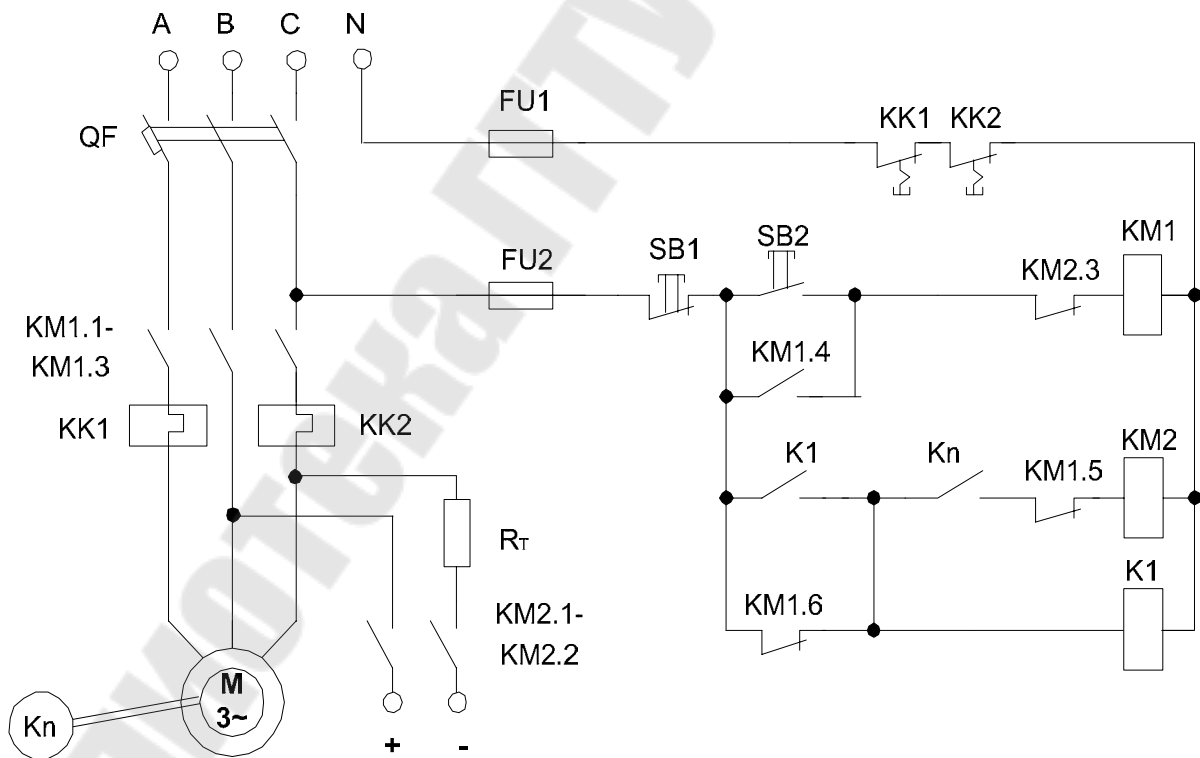 A B C N
QF
FU1
KK1 KK2
FU2
SB1
SB2
KM2.3
KM1
KM1.1-
KM1.3
KM1.4
KK1
KK2
K1
Kn
KM1.5
KM2
RT
KM1.6
K1
KM2.1-
KM2.2
M
3~
Kn
+ -